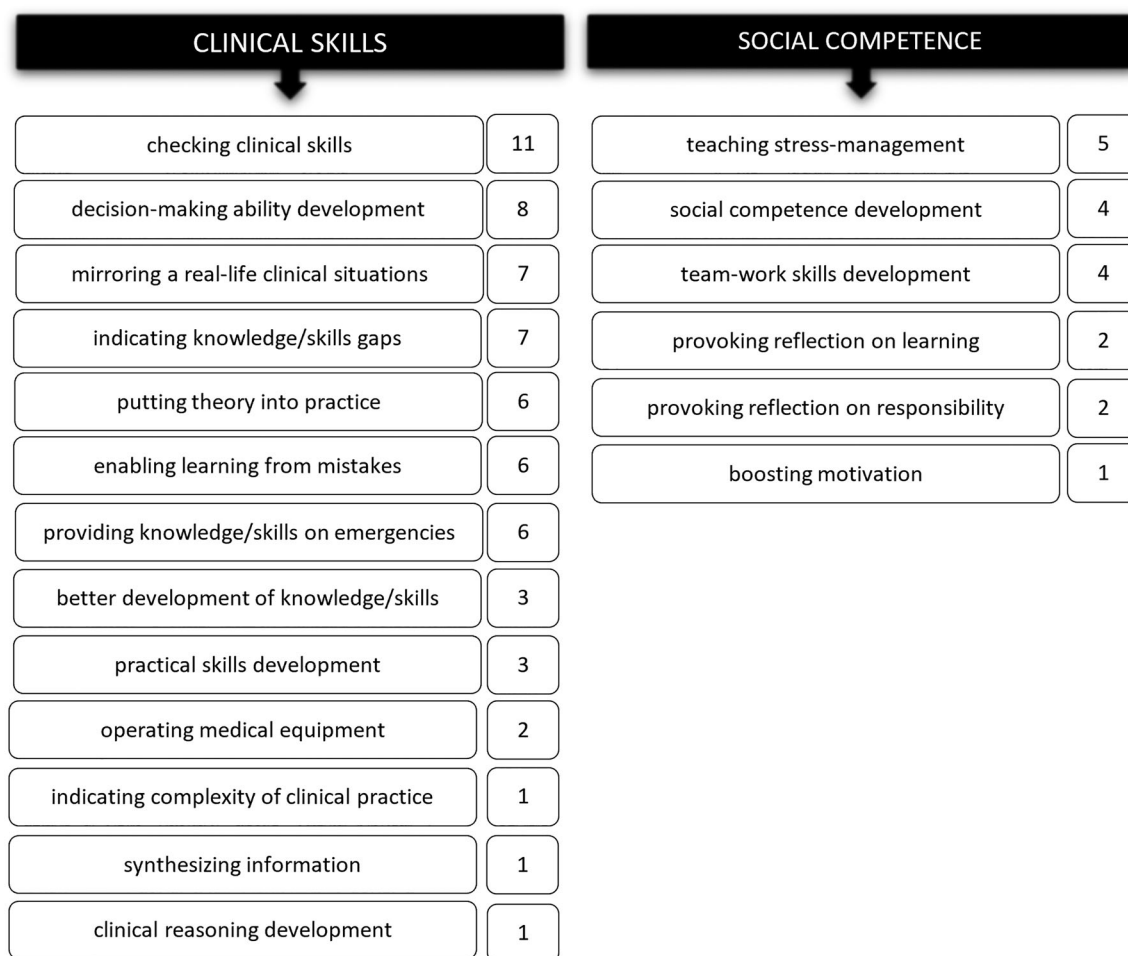 CLINICAL SKILLS
checking clinical skills 11
decision-making ability development 8
mirroring a real-life clinical situations 7
indicating knowledge/skills gaps 7
putting theory into practice 6
enabling learning from mistakes 6
providing knowledge/skills on emergencies 6
better development of knowledge/skills 3
practical skills development 3
operating medical equipment 2
indicating complexity of clinical practice 1
synthesizing information 1
clinical reasoning development 1
SOCIAL COMPETENCE
teaching stress-management 5
social competence development 4
team-work skills development 4
provoking reflection on learning 2
provoking reflection on responsibility 2
boosting motivation 1